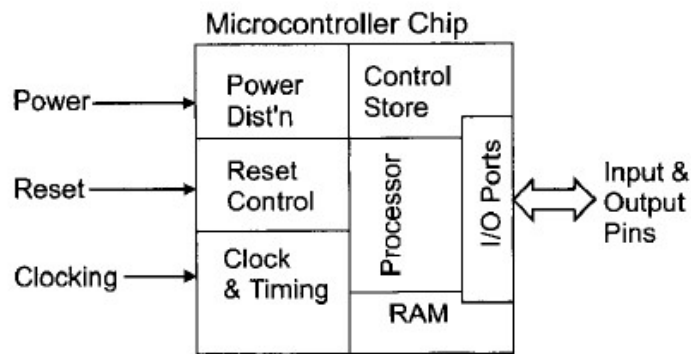 Microcontroller Chip
Power
Power
Dist'n
Control
Store
Reset
Reset
Control
Processor
I/O Ports
Input &
Output
Pins
Clocking
Clock
& Timing
RAM